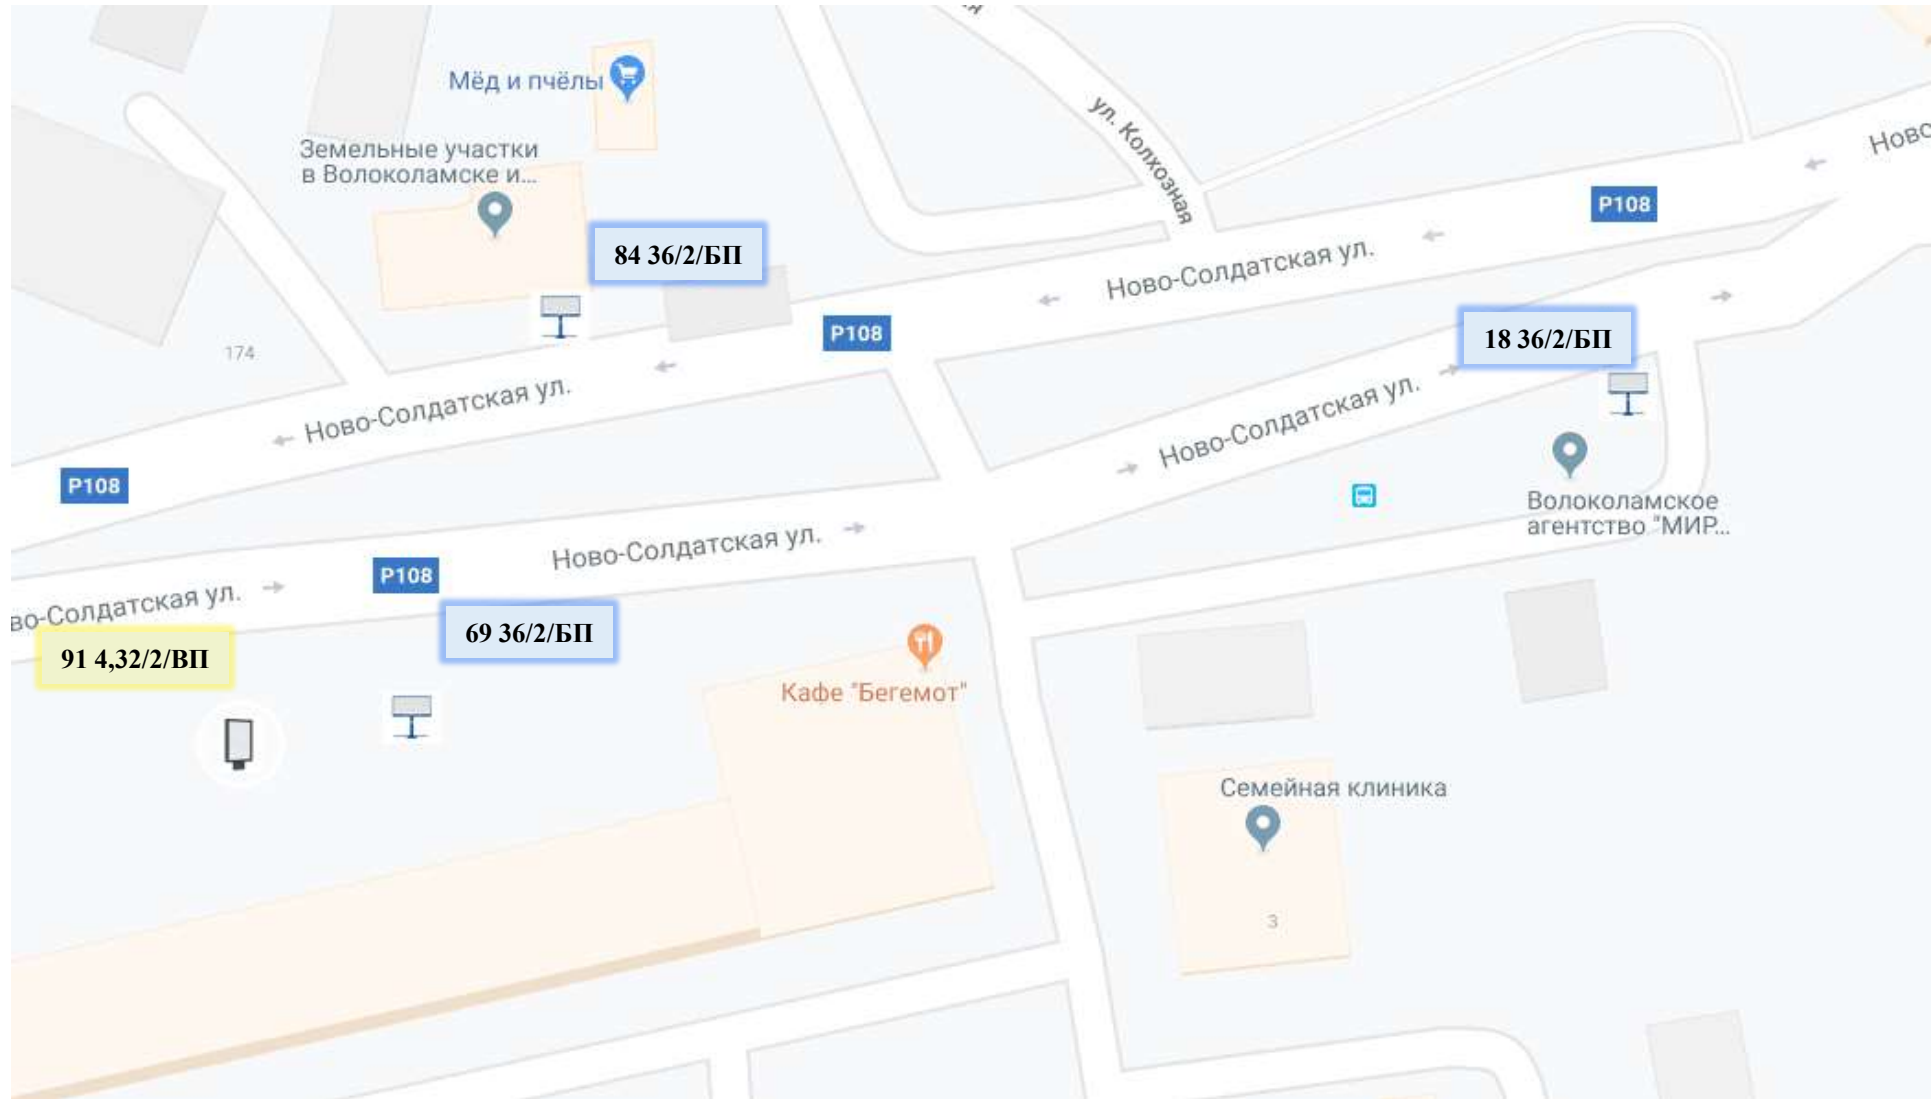 Мёд и пчёлы
ул. Колхозная
Ново
Земельные участки
в Волоколамске и...
P108
84 36/2/БП
Ново-Солдатская ул.
P108
18 36/2/БП
174
Ново-Солдатская ул.
Ново-Солдатская ул.
P108
Волоколамское
агентство "МИР...
Ново-Солдатская ул.
P108
во-Солдатская ул.
69 36/2/БП
91 4,32/2/ВП
Кафе "Бегемот"
Семейная клиника
3